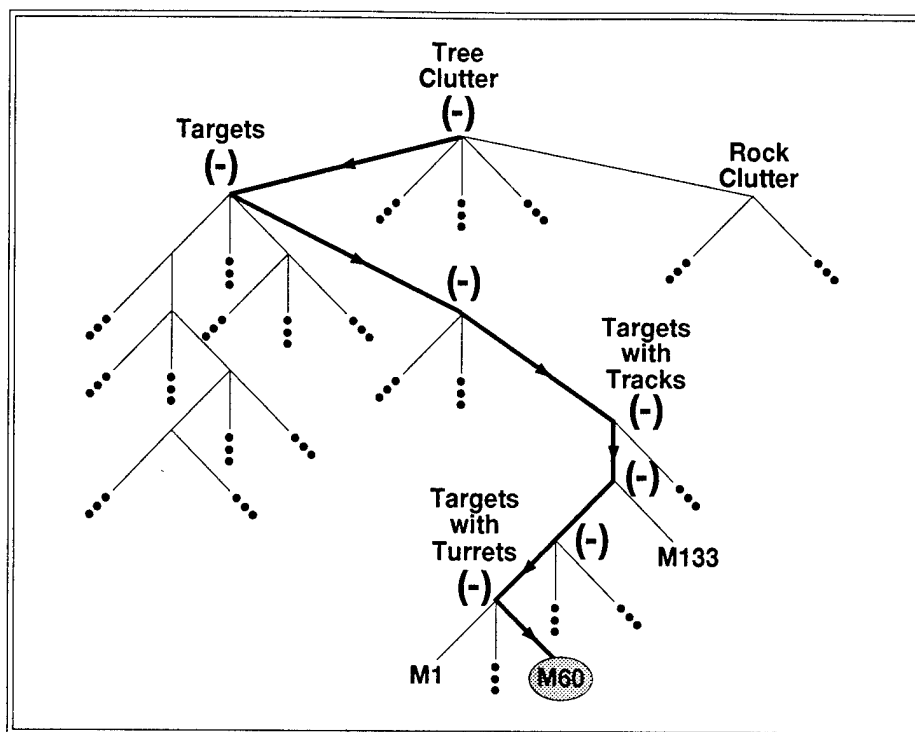 Tree
Clutter
(-)
Targets
(-)
Rock
Clutter
(-)
Targets
with
Tracks
(-)
(-)
Targets
with
Turrets
(-)
(-)
M133
M1
M60